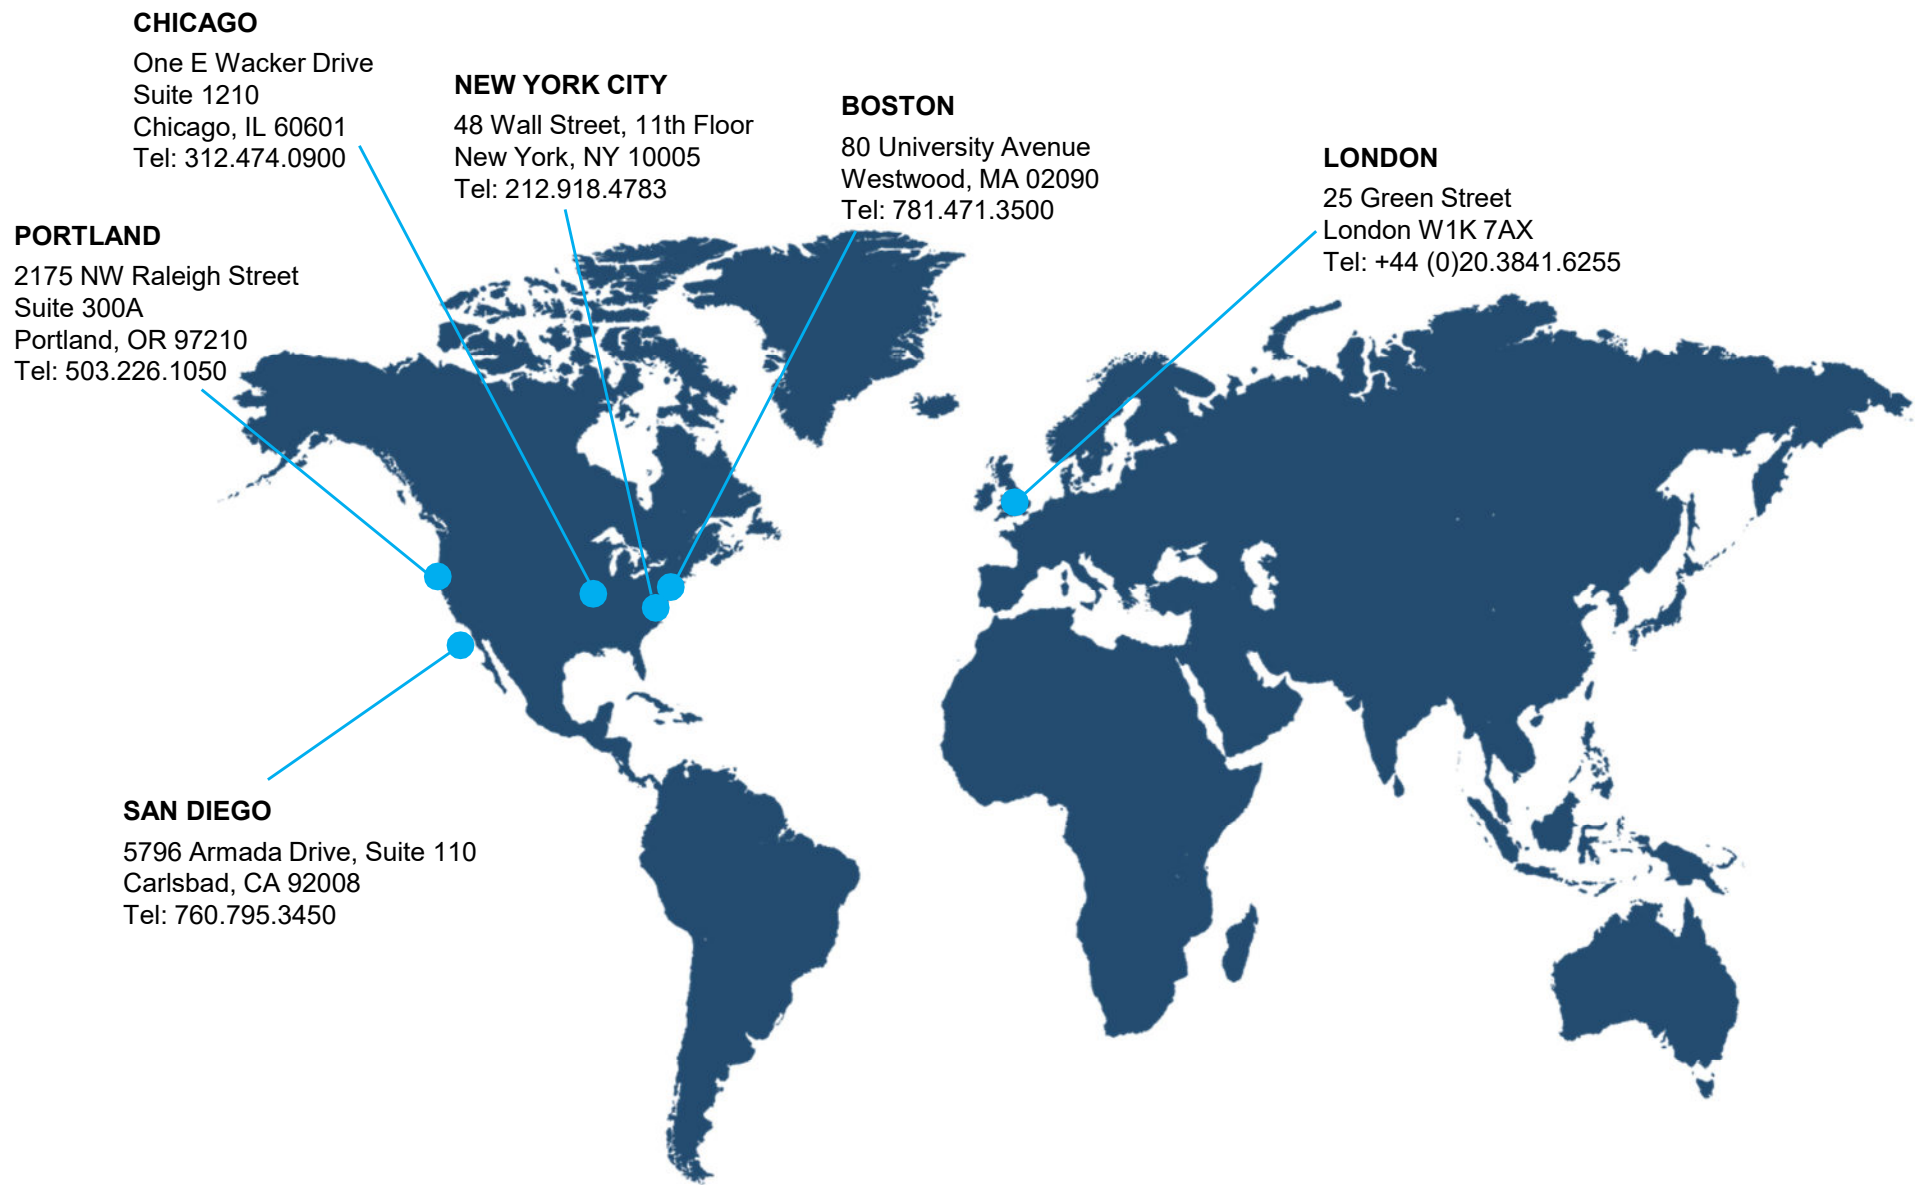 CHICAGO
One E Wacker Drive
Suite 1210
Chicago, IL 60601
Tel: 312.474.0900
NEW YORK CITY
48 Wall Street, 11th Floor
New York, NY 10005
Tel: 212.918.4783
BOSTON
80 University Avenue
Westwood, MA 02090
Tel: 781.471.3500
LONDON
25 Green Street
London W1K 7AX
Tel: +44 (0)20.3841.6255
PORTLAND
2175 NW Raleigh Street
Suite 300A
Portland, OR 97210
Tel: 503.226.1050
SAN DIEGO
5796 Armada Drive, Suite 110
Carlsbad, CA 92008
Tel: 760.795.3450